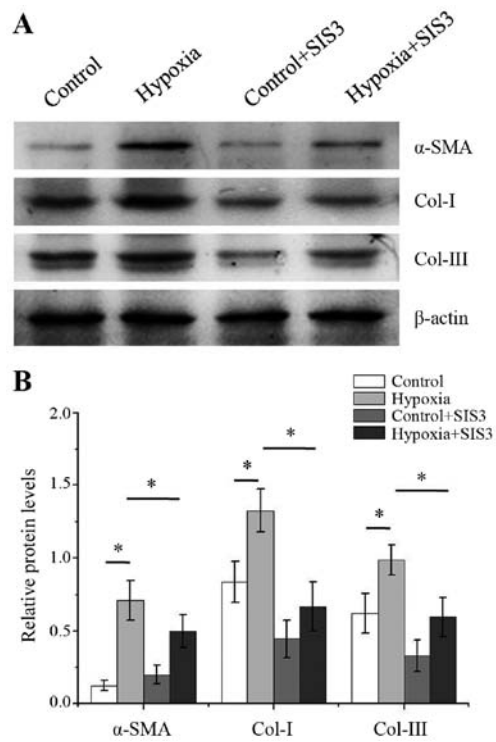 A
Control
Hypoxia
Control+SIS3
Hypoxia+SIS3
α-SMA
Col-I
Col-III
β-actin
B
Control
Hypoxia
Control+SIS3
Hypoxia+SIS3
Relative protein levels
2.0
1.5
1.0
0.5
0.0
*
*
*
*
*
*
α-SMA Col-I Col-III